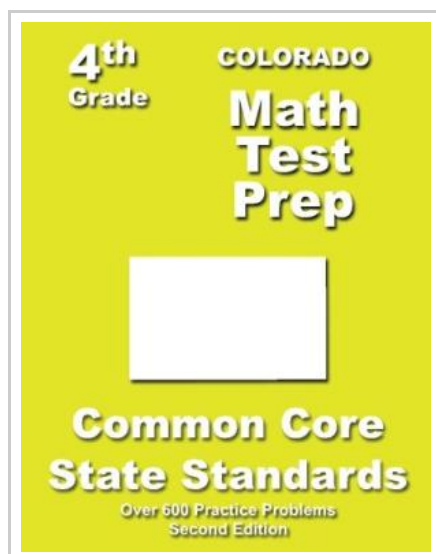 4th
Grade
COLORADO
Math
Test
Prep
Common Core
State Standards
Over 600 Practice Problems
Second Edition